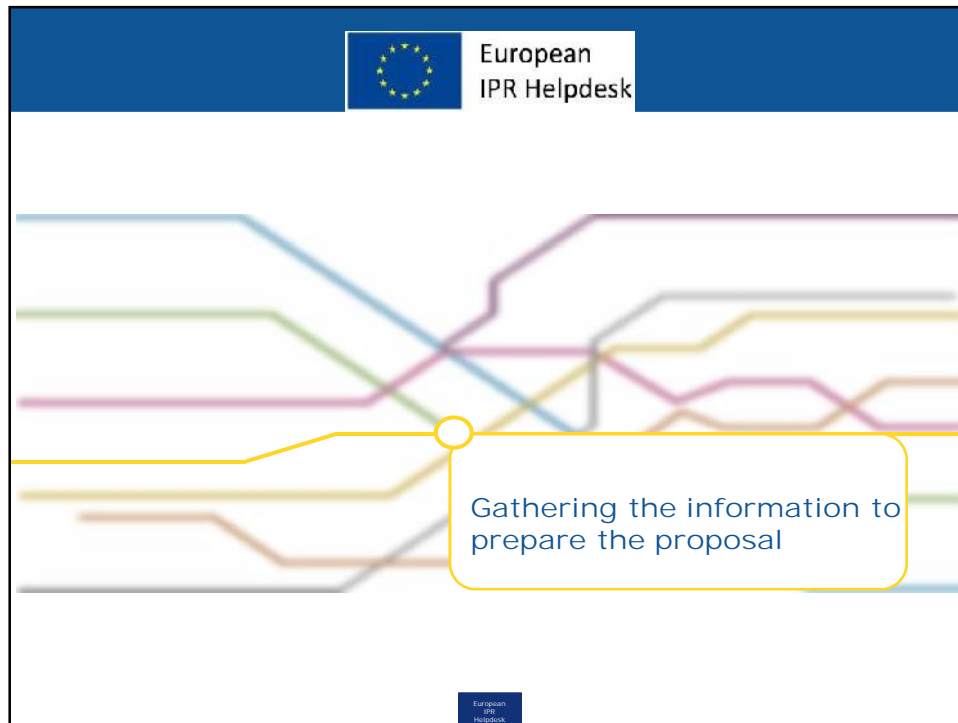 European
IPR Helpdesk
Gathering the information to
prepare the proposal
European
IPR
Helpdesk